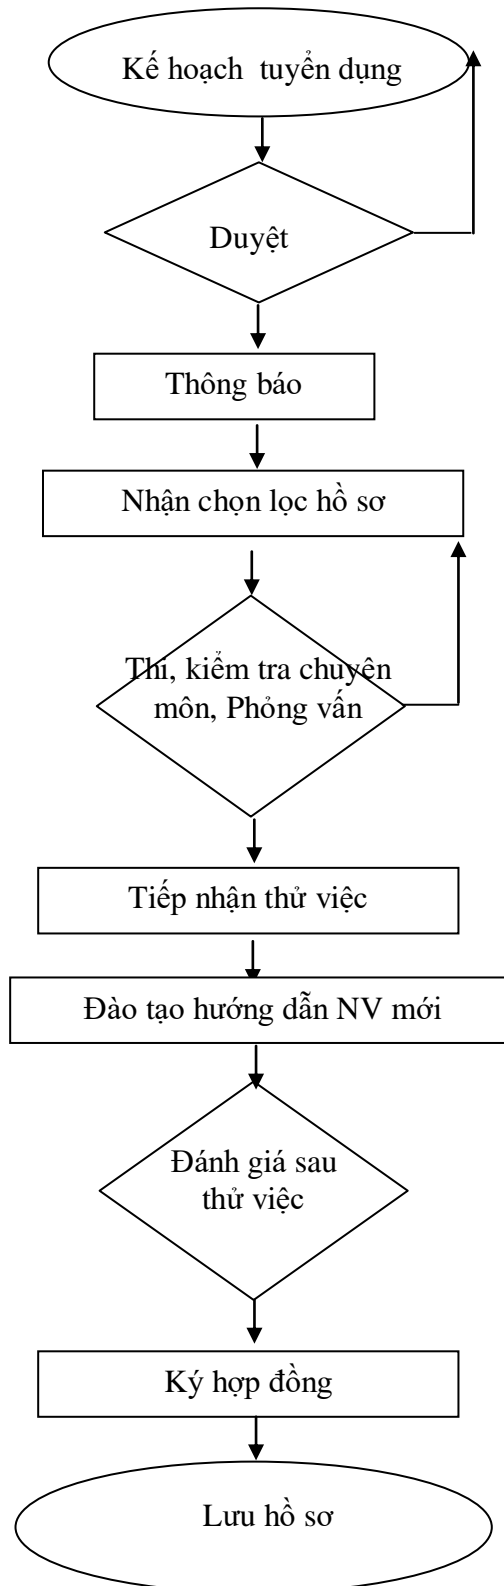 Kế hoạch tuyển dụng
Duyệt
Thông báo
Nhận chọn lọc hồ sơ
Thi, kiểm tra chuyên
môn, Phỏng vấn
Tiếp nhận thử việc
Đào tạo hướng dẫn NV mới
Đánh giá sau
thử việc
Ký hợp đồng
Lưu hồ sơ